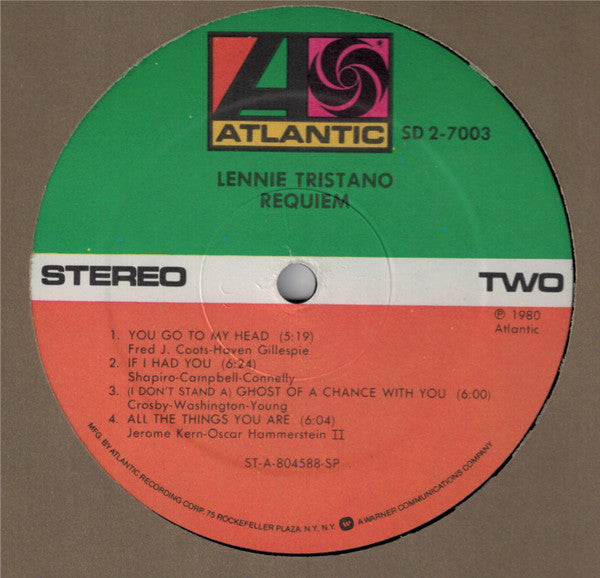 ATLANTIC
SD 2-7003
LENNIE TRISTANO
REQUIEM
STEREO
TWO
℗ 1980
Atlantic
1. YOU GO TO MY HEAD (5:19)
Fred J. Coots-Haven Gillespie
2. IF I HAD YOU (6:24)
Shapiro-Campbell-Connelly
3. (I DON'T STAND A) GHOST OF A CHANCE WITH YOU (6:00)
Crosby-Washington-Young
4. ALL THE THINGS YOU ARE (6:04)
Jerome Kern-Oscar Hammerstein II
ST-A-804588-SP
MFG. BY ATLANTIC RECORDING CORP. 75 ROCKEFELLER PLAZA, N.Y., N.Y. A WARNER COMMUNICATIONS COMPANY